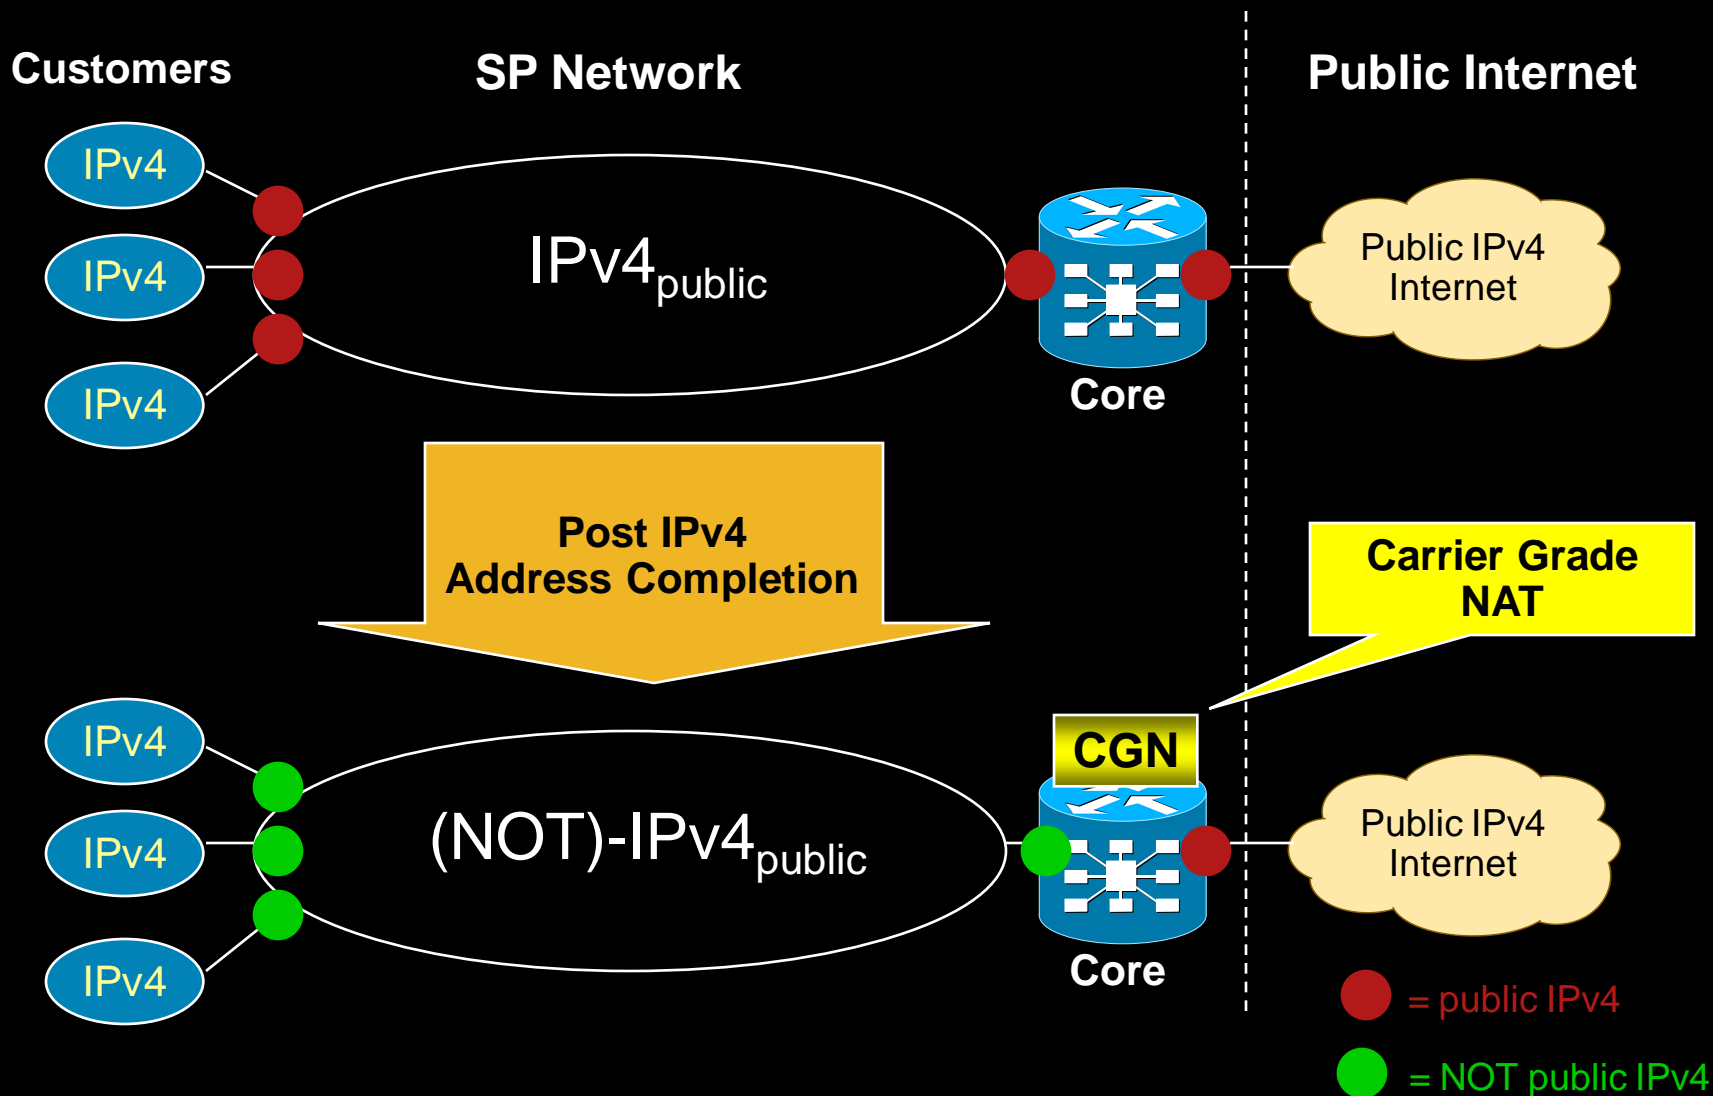 Customers
SP Network
Public Internet
IPv4
IPv4
IPv4
IPv4public
Public IPv4
Internet
Core
Post IPv4
Address Completion
Carrier Grade
NAT
IPv4
IPv4
IPv4
(NOT)-IPv4public
CGN
Core
Public IPv4
Internet
= public IPv4
= NOT public IPv4